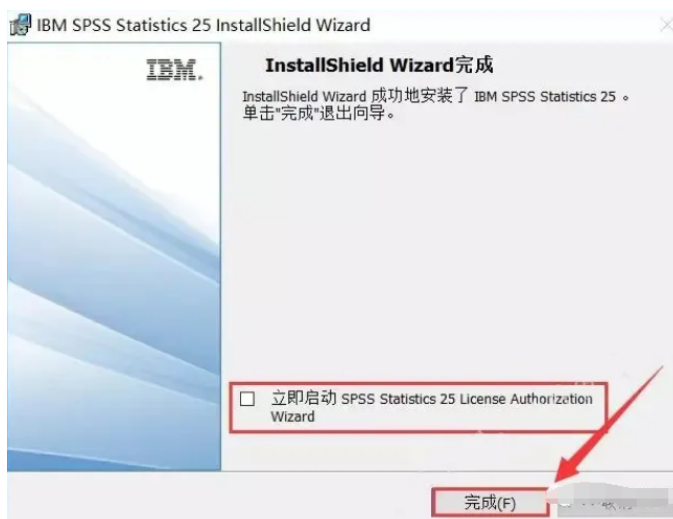 IBM SPSS Statistics 25 InstallShield Wizard
IBM.
InstallShield Wizard完成
InstallShield Wizard 成功地安装了 IBM SPSS Statistics 25 。
单击"完成"退出向导。
立即启动 SPSS Statistics 25 License Authorization
Wizard
完成(F)